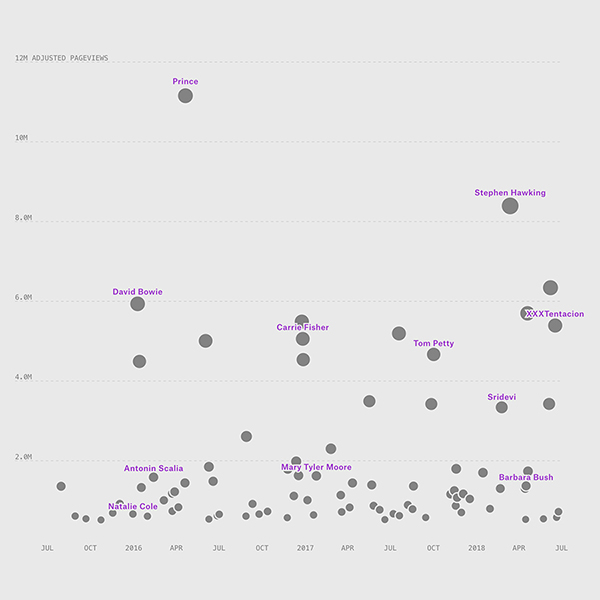 12M ADJUSTED PAGEVIEWS
Prince
10M
Stephen Hawking
8.0M
David Bowie
6.0M
XXXTentacion
Carrie Fisher
Tom Petty
4.0M
Sridevi
2.0M
Antonin Scalia
Mary Tyler Moore
Barbara Bush
Natalie Cole
JUL OCT 2016 APR JUL OCT 2017 APR JUL OCT 2018 APR JUL